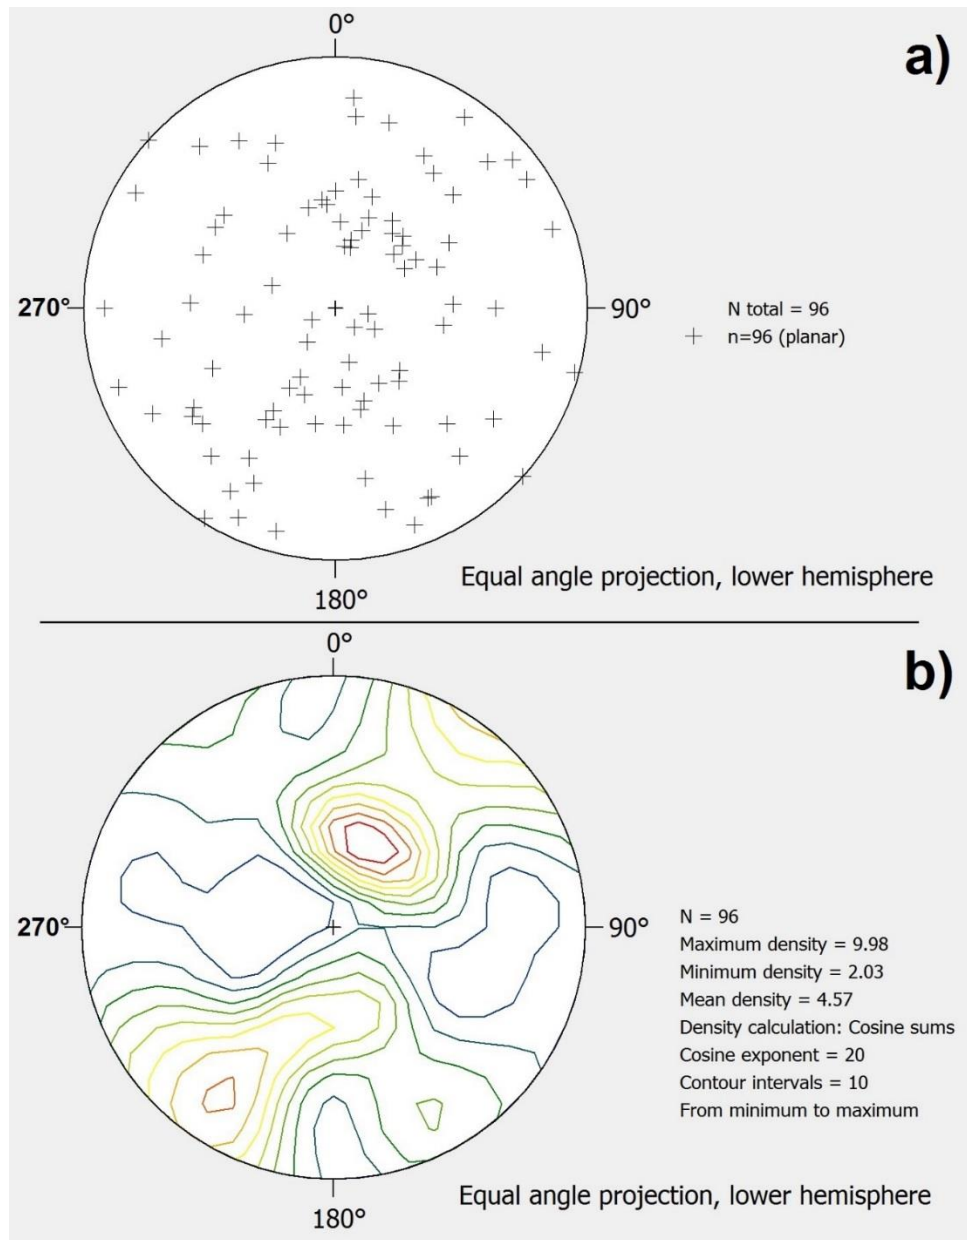 0°
a)
270°
90°
N total = 96
n=96 (planar)
180°
Equal angle projection, lower hemisphere
0°
b)
270°
90°
N = 96
Maximum density = 9.98
Minimum density = 2.03
Mean density = 4.57
Density calculation: Cosine sums
Cosine exponent = 20
Contour intervals = 10
From minimum to maximum
180°
Equal angle projection, lower hemisphere